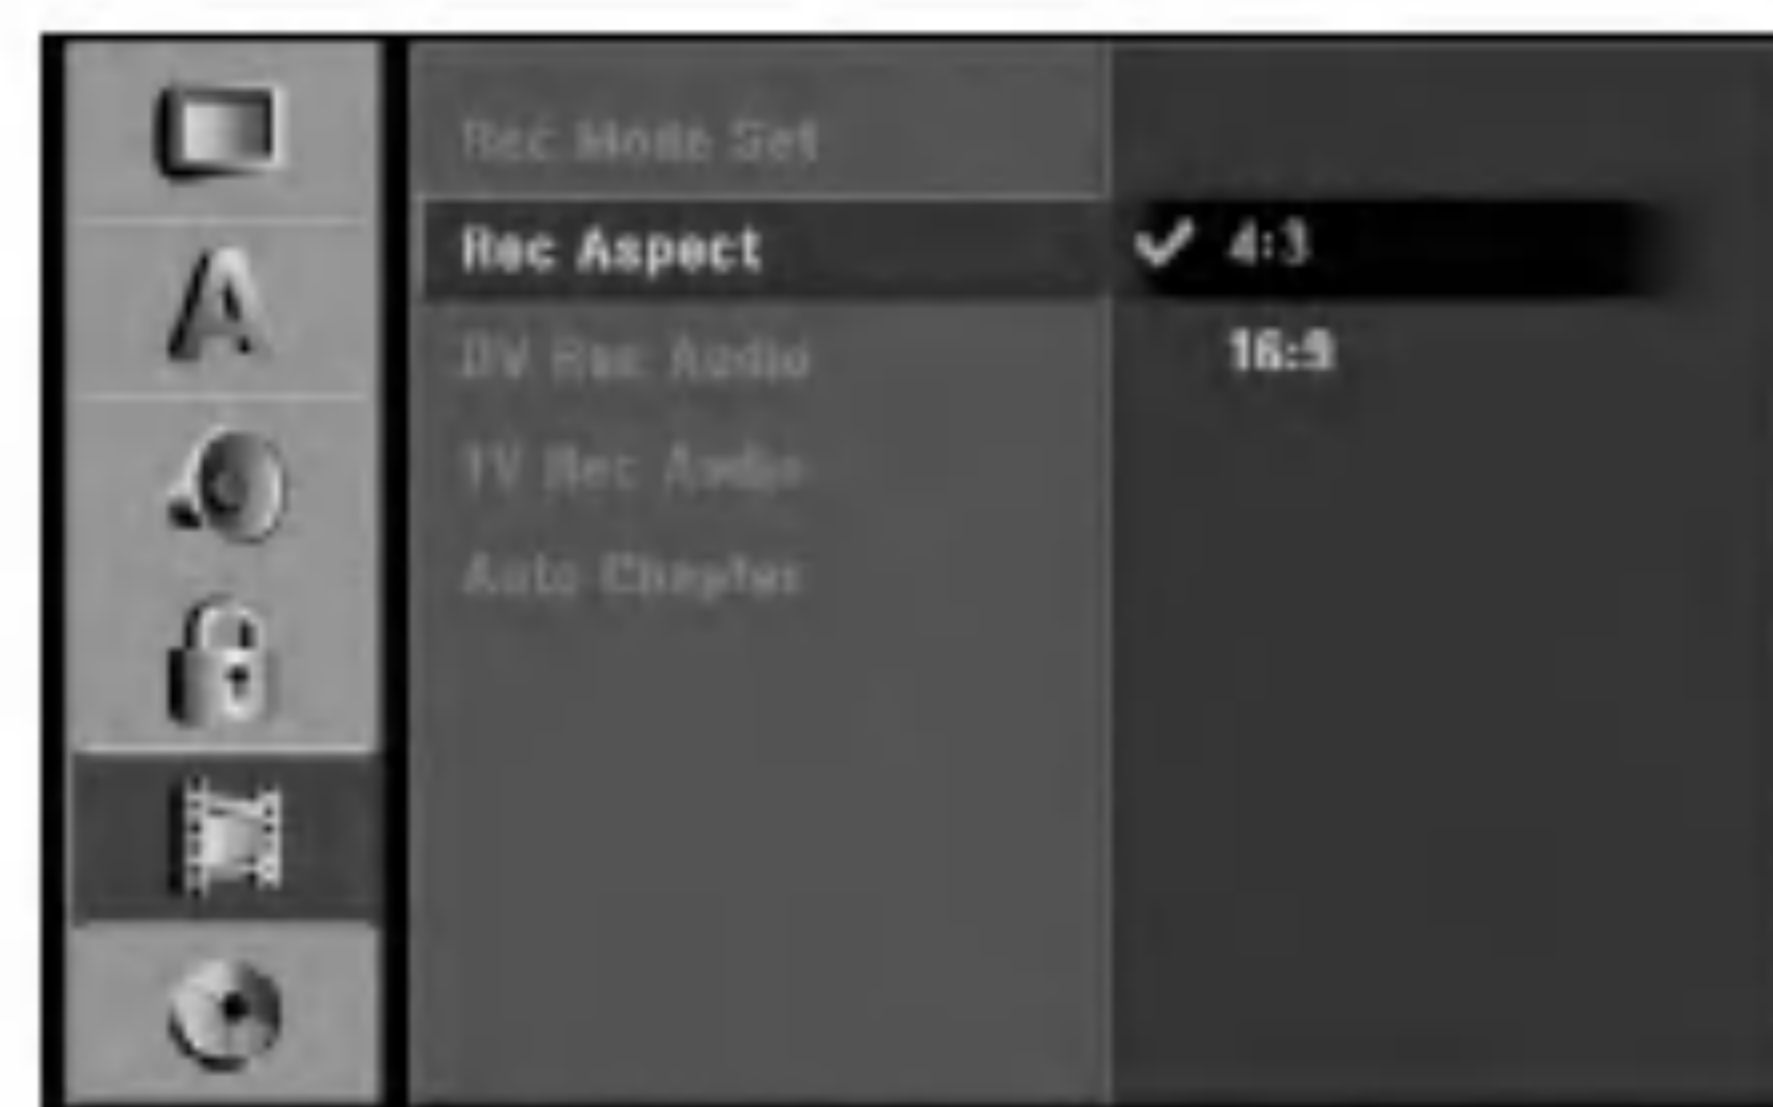 Rec Mode Set
Rec Aspect
4:3
16:9
DV Rec Audio
TV Rec Audio
Auto Chapter